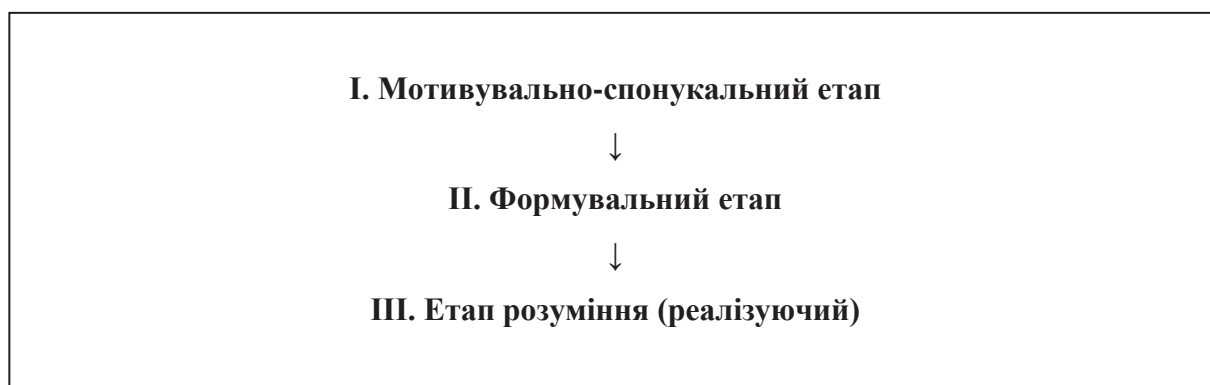 I. Мотивувально-спонукальний етап
↓
II. Формувальний етап
↓
III. Етап розуміння (реалізуючий)